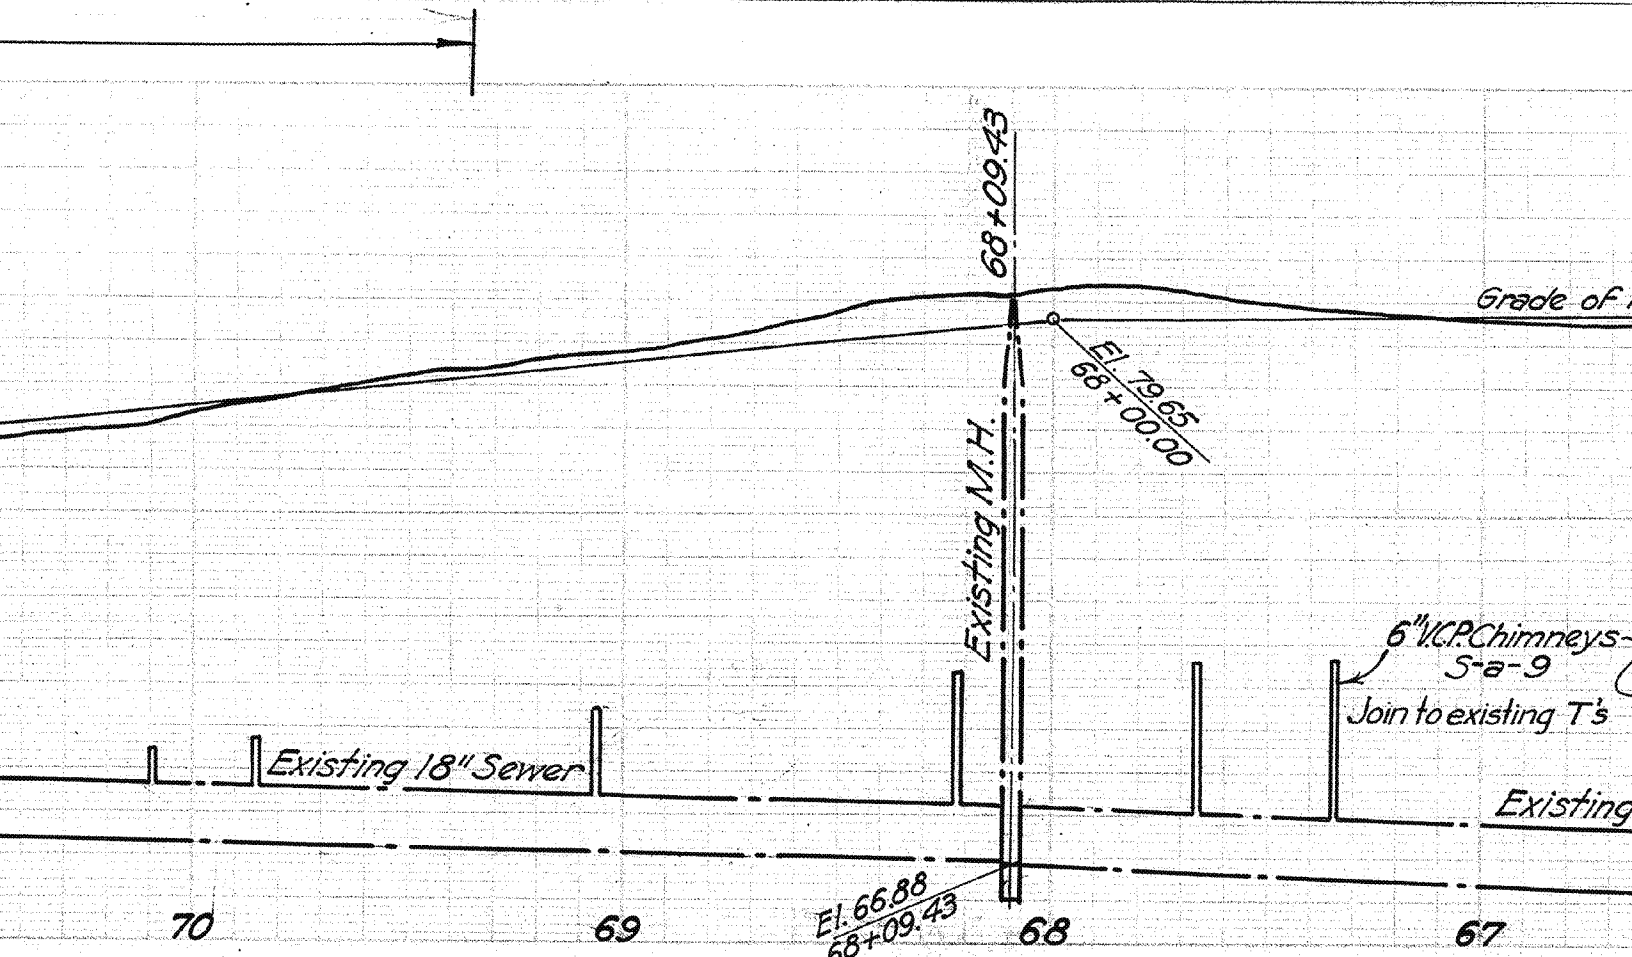 68+09.43
Grade of
El. 79.65
68+00.00
Existing M.H.
6" V.C.P. Chimneys-
S-a-9
Join to existing T's
Existing 18" Sewer
Existing
El. 66.88
68+09.43
70
69
68
67